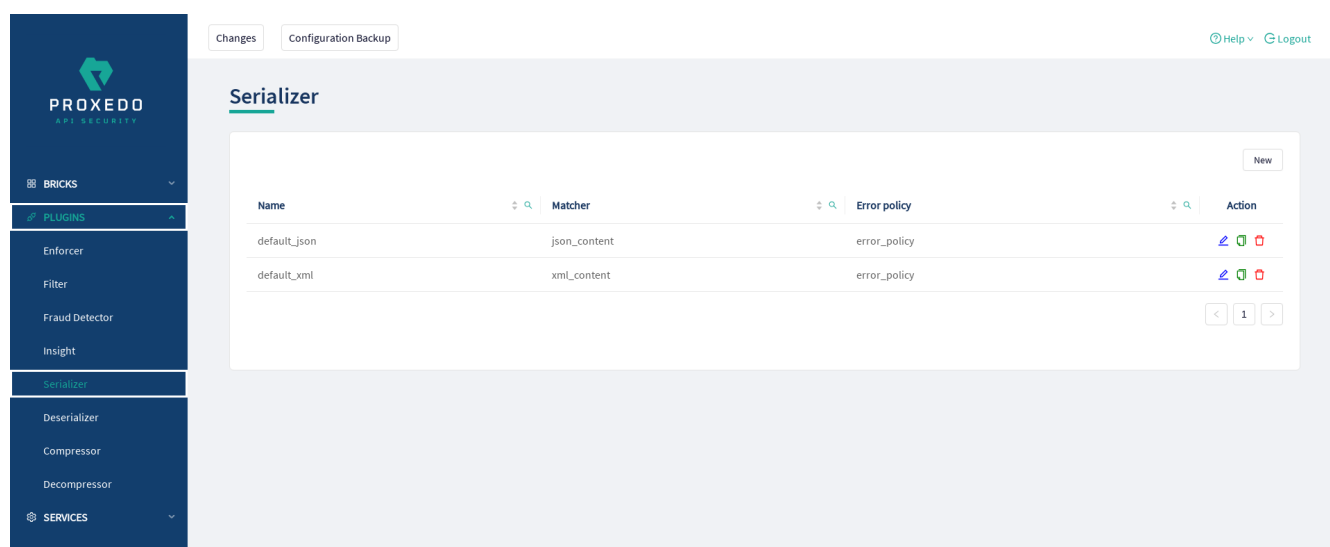 Changes Configuration Backup Help Logout
PROXEDO
API SECURITY
Serializer
New
BRICKS
PLUGINS
Enforcer
Filter
Fraud Detector
Insight
Serializer
Deserializer
Compressor
Decompressor
SERVICES
Name Matcher Error policy Action
default_json json_content error_policy
default_xml xml_content error_policy
< 1 >